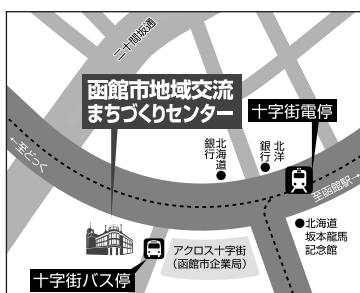 二十間坂通
函館市地域交流
まちづくりセンター
十字街電停
北海道
銀行
北洋
銀行
←至どっく
至函館駅→
北海道
坂本龍馬
記念館
アクロス十字街
(函館市企業局)
十字街バス停